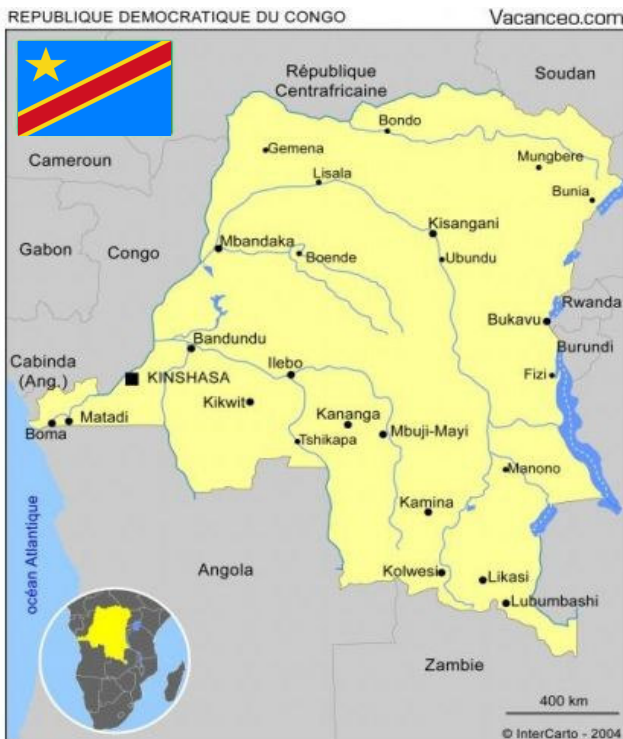 REPUBLIQUE DEMOCRATIQUE DU CONGO
Vacanceo.com
République
Centrafricaine
Soudan
Bondo
Gemena
Cameroun
Mungbere
Lisala
Bunia
Kisangani
Mbandaka
Gabon
Congo
Boende
Ubundu
Rwanda
Bukavu
Bandundu
Burundi
Cabinda
(Ang.)
Ilebo
KINSHASA
Fizi
Kikwit
Kananga
Matadi
Boma
Mbuji-Mayi
Tshikapa
Manono
Kamina
océan Atlantique
Angola
Kolwesi
Likasi
Lubumbashi
Zambie
400 km
© InterCarto - 2004